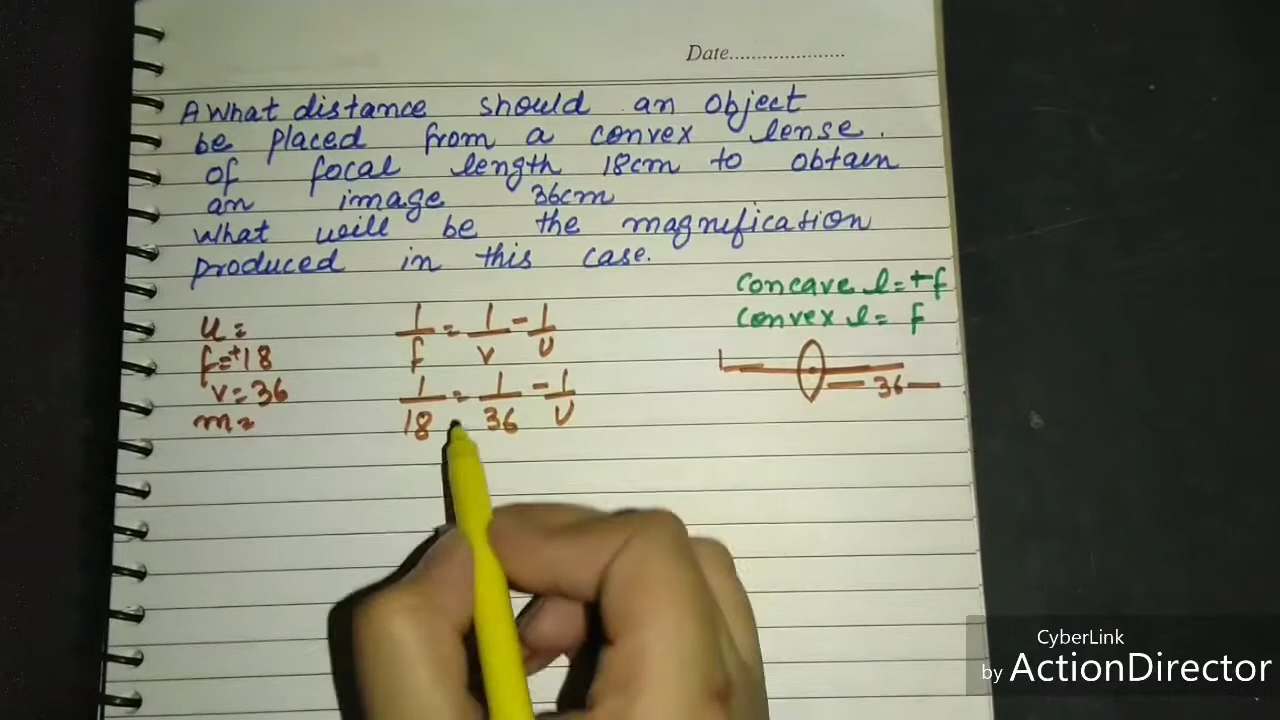 Date......................
A What distance should an object
be placed from a convex lense.
of focal length 18cm to obtain
an image 36cm
what will be the magnification
produced in this case.
concave l = +f
convex l = f
u =
f = +18
v = 36
m =
1/f = 1/v - 1/u
1/18 = 1/36 - 1/u
36
CyberLink
by ActionDirector